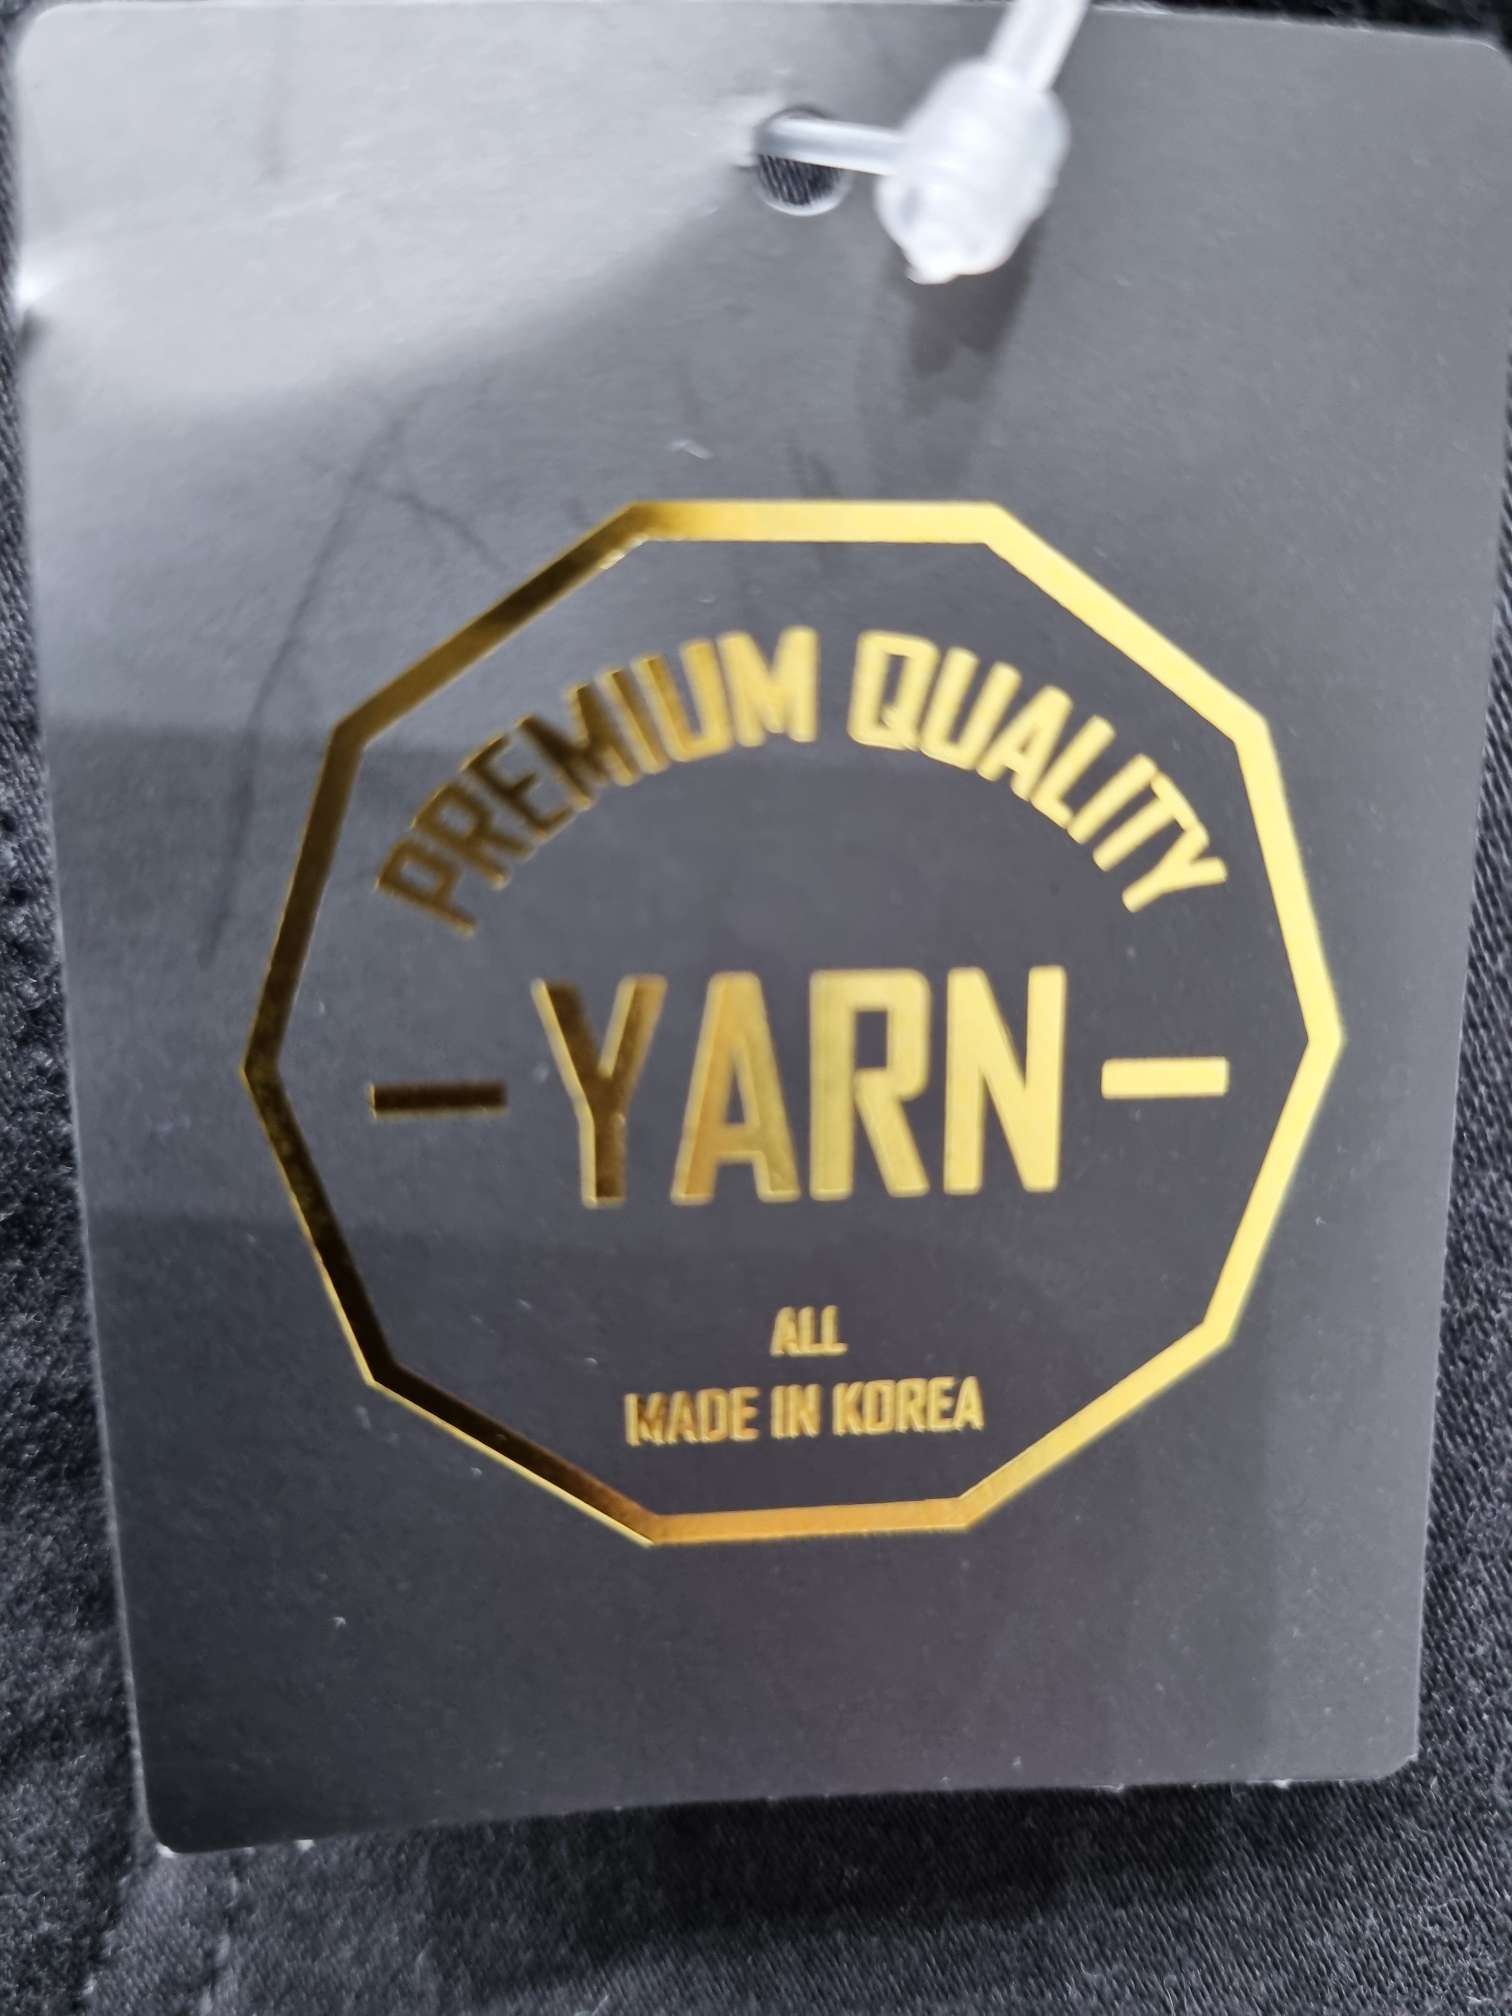 PREMIUM QUALITY
- YARN -
ALL
MADE IN KOREA